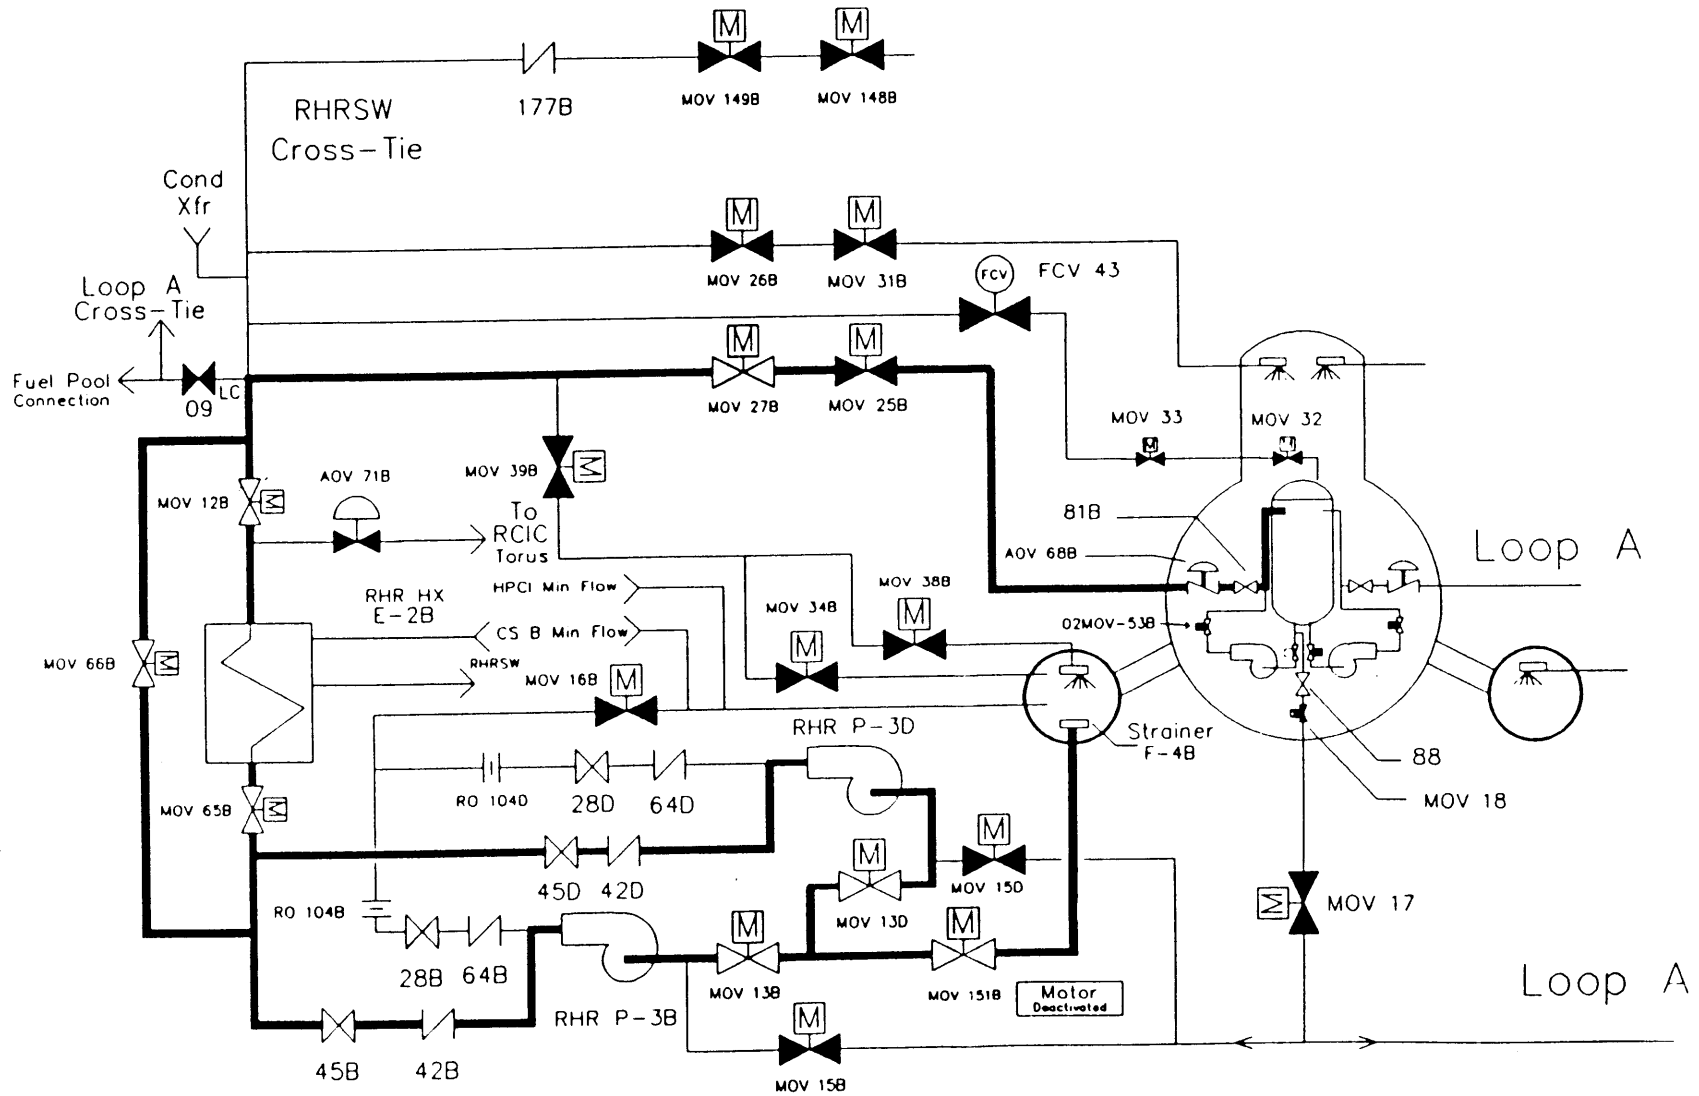 M
M
MOV 149B
MOV 148B
177B
RHRSW
Cross-Tie
Cond
Xfr
M
M
MOV 26B
MOV 31B
FCV
FCV 43
Loop A
Cross-Tie
Fuel Pool
Connection
09
LC
M
M
MOV 27B
MOV 25B
MOV 33
MOV 32
M
M
MOV 39B
M
AOV 71B
MOV 12B
M
To
RCIC
Torus
81B
AOV 68B
Loop A
HPCI Min Flow
RHR HX
E-2B
CS B Min Flow
RHRSW
MOV 38B
M
MOV 34B
M
02MOV-53B
MOV 66B
M
MOV 16B
M
RHR P-3D
Strainer
F-4B
88
MOV 18
RO 104D
28D
64D
MOV 65B
M
45D
42D
M
MOV 15D
M
MOV 13D
MOV 17
M
RO 104B
28B
64B
M
MOV 13B
M
MOV 151B
Motor
Deactivated
RHR P-3B
Loop A
45B
42B
M
MOV 15B